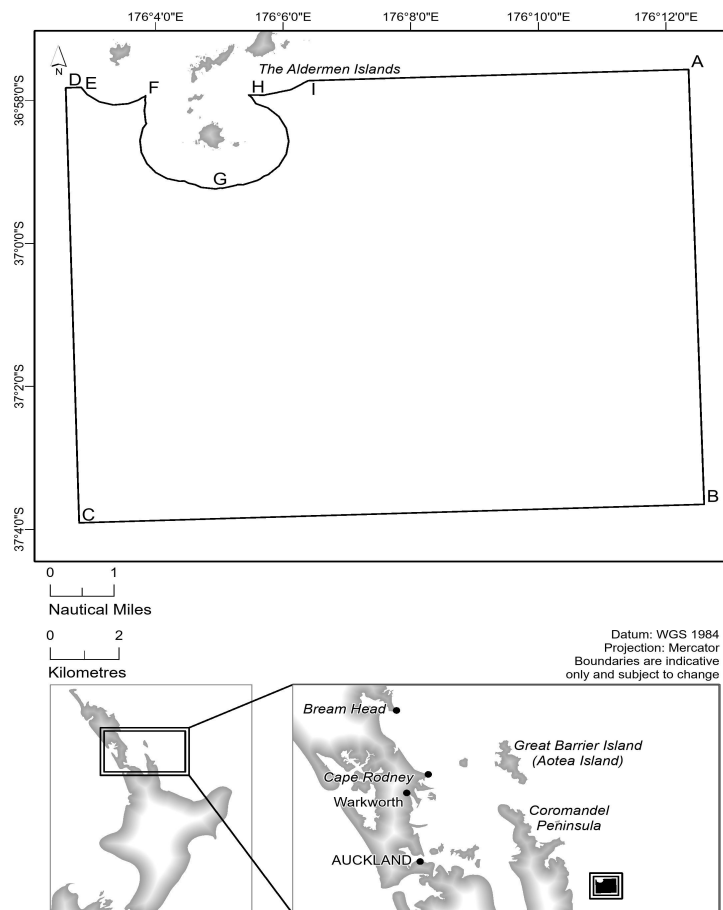 176°4'0"E 176°6'0"E 176°8'0"E 176°10'0"E 176°12'0"E
36°58'0"S
37°0'0"S
37°2'0"S
37°4'0"S
N
The Aldermen Islands
A
D E F H I
G
B
C
0 1
Nautical Miles
0 2
Kilometres
Datum: WGS 1984
Projection: Mercator
Boundaries are indicative
only and subject to change
Bream Head
Great Barrier Island
(Aotea Island)
Cape Rodney
Warkworth
Coromandel
Peninsula
AUCKLAND